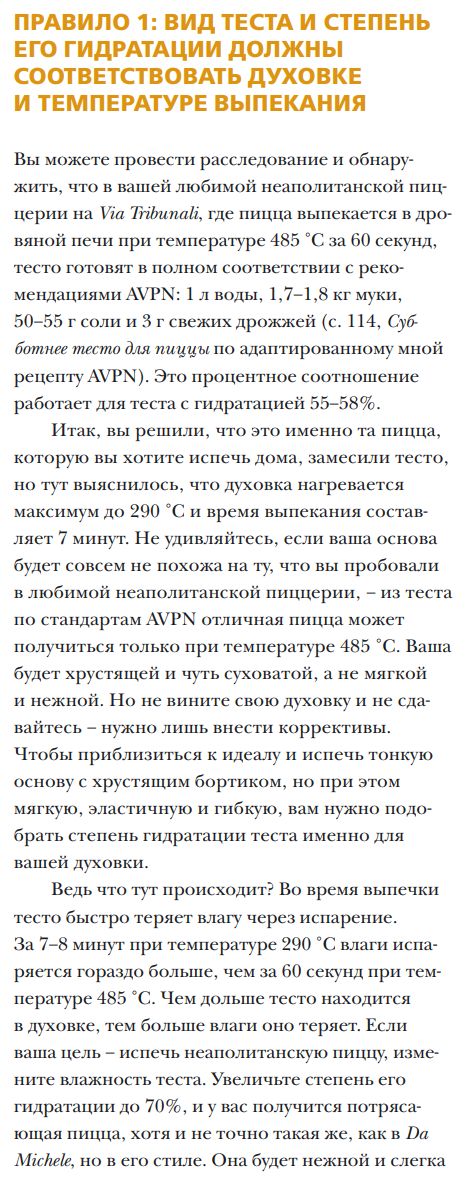 ПРАВИЛО 1: ВИД ТЕСТА И СТЕПЕНЬ
ЕГО ГИДРАТАЦИИ ДОЛЖНЫ
СООТВЕТСТВОВАТЬ ДУХОВКЕ
И ТЕМПЕРАТУРЕ ВЫПЕКАНИЯ
Вы можете провести расследование и обнару-
жить, что в вашей любимой неаполитанской пиц-
церии на Via Tribunali, где пицца выпекается в дро-
вяной печи при температуре 485 °C за 60 секунд,
тесто готовят в полном соответствии с реко-
мендациями AVPN: 1 л воды, 1,7–1,8 кг муки,
50–55 г соли и 3 г свежих дрожжей (с. 114, Суб-
ботнее тесто для пиццы по адаптированному мной
рецепту AVPN). Это процентное соотношение
работает для теста с гидратацией 55–58%.
Итак, вы решили, что это именно та пицца,
которую вы хотите испечь дома, замесили тесто,
но тут выяснилось, что духовка нагревается
максимум до 290 °C и время выпекания состав-
ляет 7 минут. Не удивляйтесь, если ваша основа
будет совсем не похожа на ту, что вы пробовали
в любимой неаполитанской пиццерии, – из теста
по стандартам AVPN отличная пицца может
получиться только при температуре 485 °C. Ваша
будет хрустящей и чуть суховатой, а не мягкой
и нежной. Но не вините свою духовку и не сда-
вайтесь – нужно лишь внести коррективы.
Чтобы приблизиться к идеалу и испечь тонкую
основу с хрустящим бортиком, но при этом
мягкую, эластичную и гибкую, вам нужно подо-
брать степень гидратации теста именно для
вашей духовки.
Ведь что тут происходит? Во время выпечки
тесто быстро теряет влагу через испарение.
За 7–8 минут при температуре 290 °C влаги испа-
ряется гораздо больше, чем за 60 секунд при тем-
пературе 485 °C. Чем дольше тесто находится
в духовке, тем больше влаги оно теряет. Если
ваша цель – испечь неаполитанскую пиццу, изме-
ните влажность теста. Увеличьте степень его
гидратации до 70%, и у вас получится потряса-
ющая пицца, хотя и не точно такая же, как в Da
Michele, но в его стиле. Она будет нежной и слегка